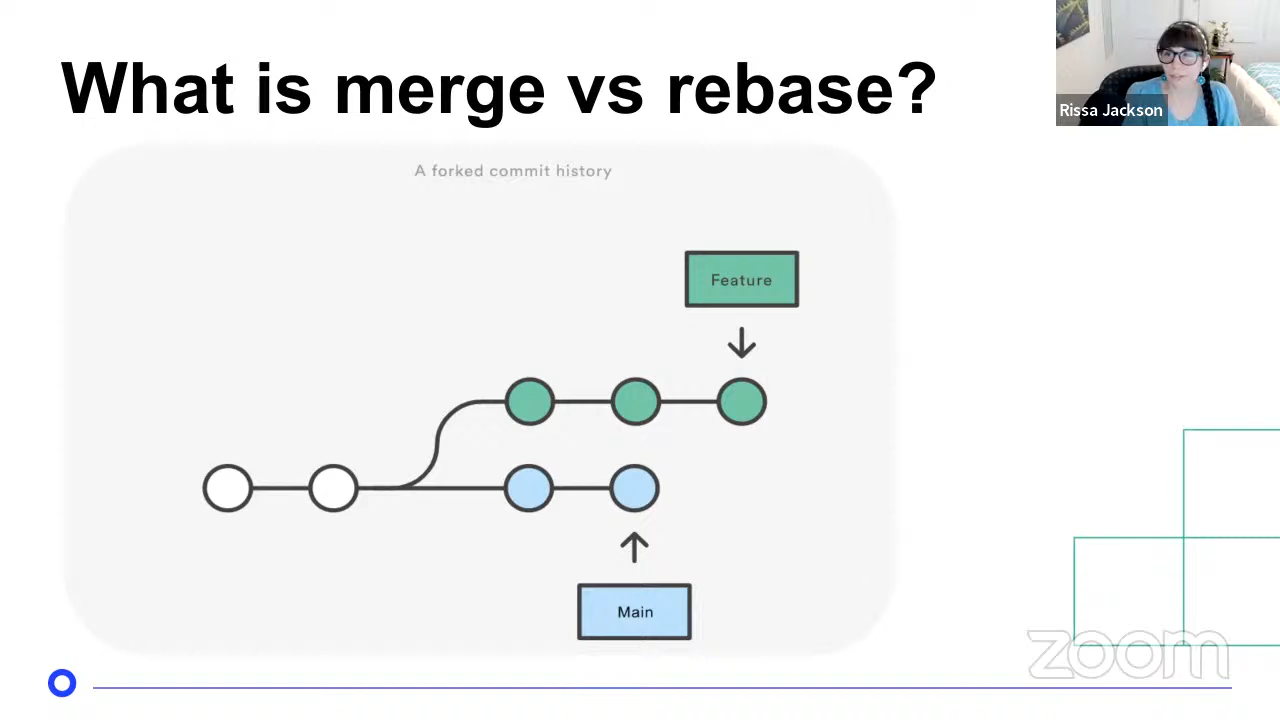 What is merge vs rebase?
Rissa Jackson
A forked commit history
Feature
Main
zoom